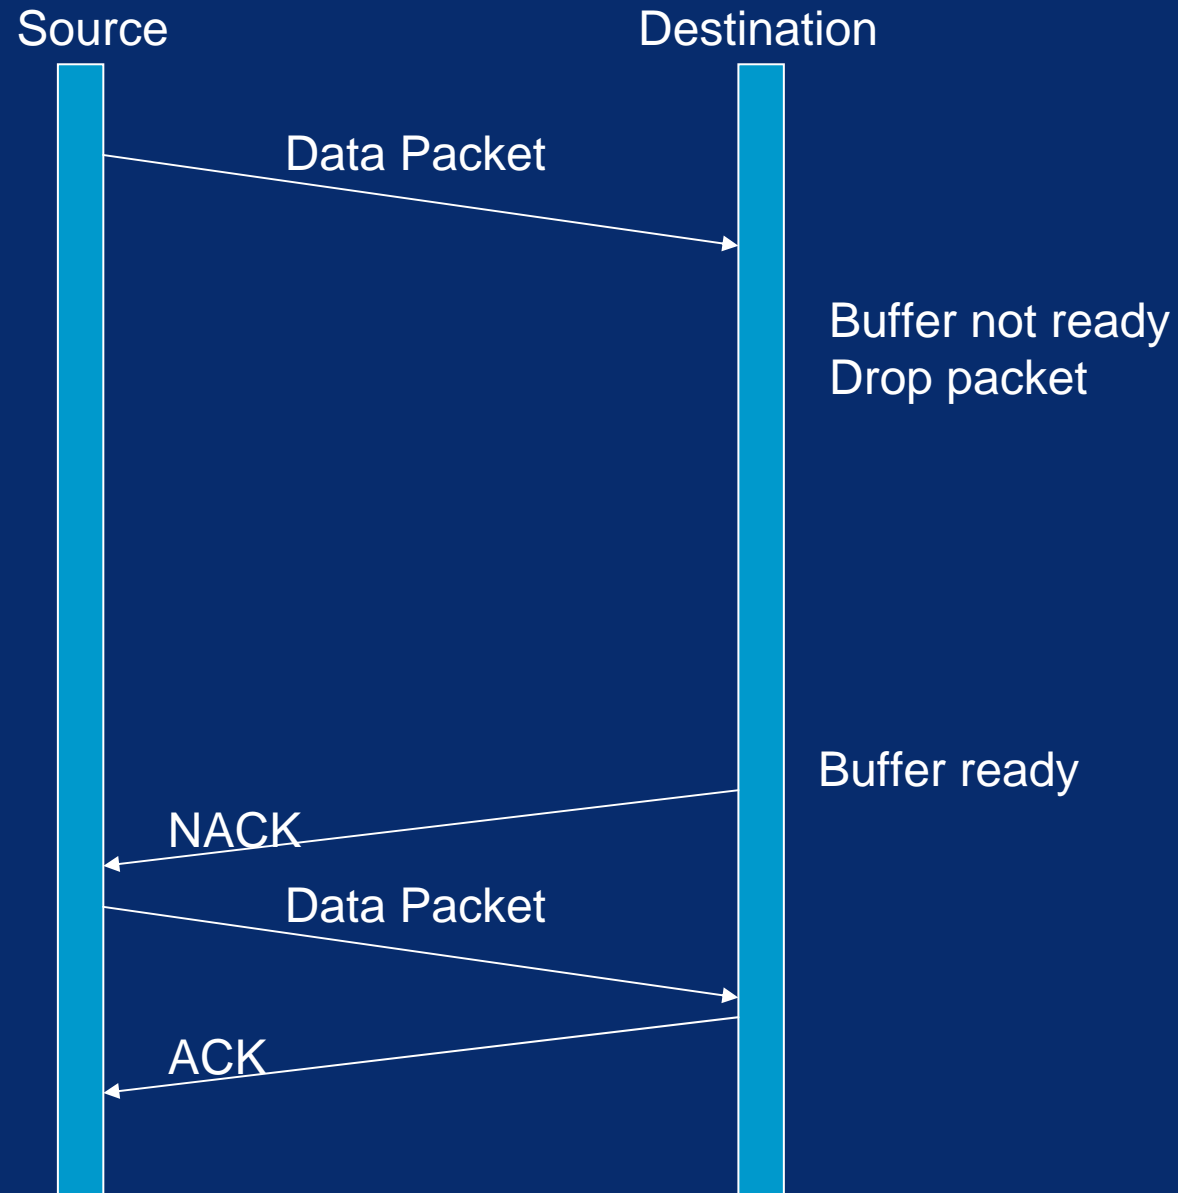 Source
Destination
Data Packet
Buffer not ready
Drop packet
Buffer ready
NACK
Data Packet
ACK